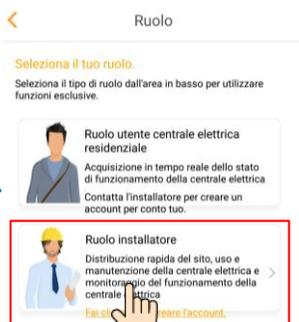 Ruolo
Seleziona il tuo ruolo.
Seleziona il tipo di ruolo dall'area in basso per utilizzare
funzioni esclusive.
Ruolo utente centrale elettrica
residenziale
Acquisizione in tempo reale dello stato
di funzionamento della centrale elettrica
Contatta l'installatore per creare un
account per conto tuo.
Ruolo installatore
Distribuzione rapida del sito, uso e
manutenzione della centrale elettrica e
monitoraggio del funzionamento della
centrale elettrica
Fai creare l'account.